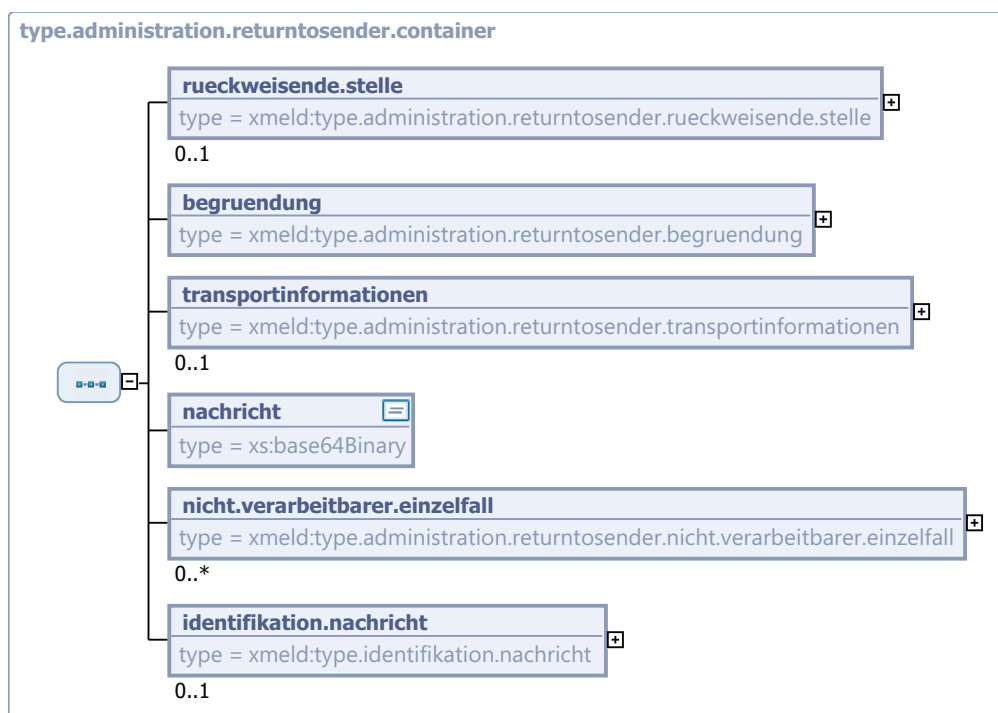 type.administration.returntosender.container
rueckweisende.stelle
type = xmeld:type.administration.returntosender.rueckweisende.stelle
0..1
begruendung
type = xmeld:type.administration.returntosender.begruendung
transportinformationen
type = xmeld:type.administration.returntosender.transportinformationen
0..1
nachricht
type = xs:base64Binary
nicht.verarbeitbarer.einzelfall
type = xmeld:type.administration.returntosender.nicht.verarbeitbarer.einzelfall
0..*
identifikation.nachricht
type = xmeld:type.identifikation.nachricht
0..1